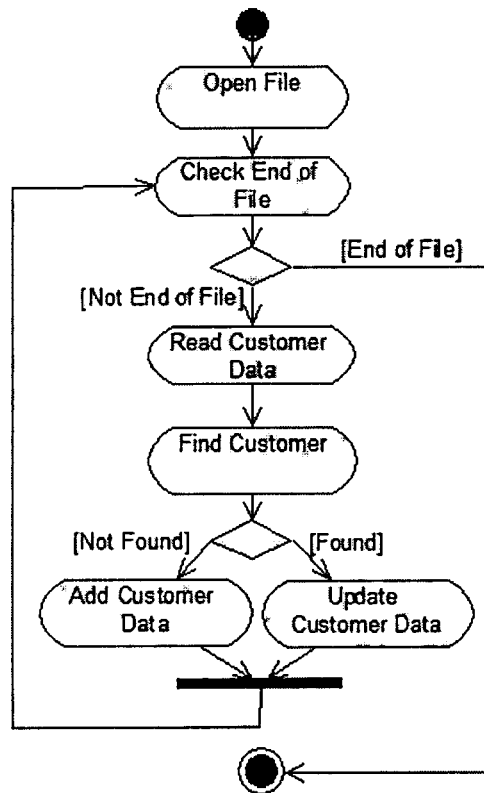 Open File
Check End of
File
[End of File]
[Not End of File]
Read Customer
Data
Find Customer
[Not Found]
[Found]
Add Customer
Data
Update
Customer Data